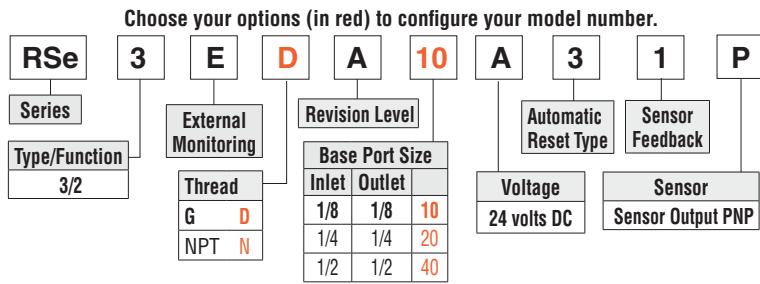 Choose your options (in red) to configure your model number.
RSe 3 E D A 10 A 3 1 P
Series
External
Monitoring
Revision Level
Automatic
Reset Type
Sensor
Feedback
Type/Function
3/2
Thread
G D
NPT N
Base Port Size
Inlet Outlet
1/8 1/8 10
1/4 1/4 20
1/2 1/2 40
Voltage
24 volts DC
Sensor
Sensor Output PNP